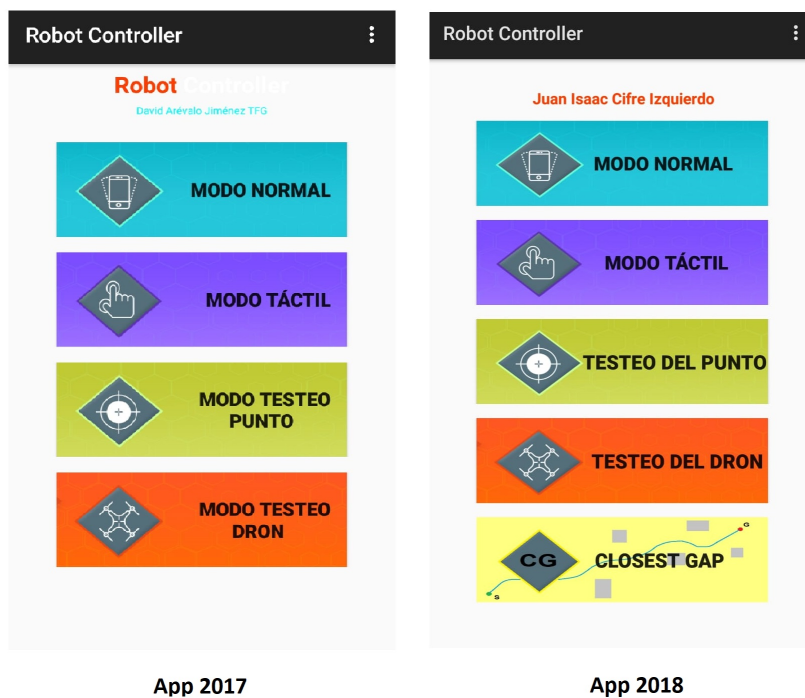 Robot Controller
Robot Controller
David Arévalo Jiménez TFG
MODO NORMAL
MODO TÁCTIL
MODO TESTEO
PUNTO
MODO TESTEO
DRON
App 2017
Robot Controller
Juan Isaac Cifre Izquierdo
MODO NORMAL
MODO TÁCTIL
TESTEO DEL PUNTO
TESTEO DEL DRON
G
CG CLOSEST GAP
S
App 2018